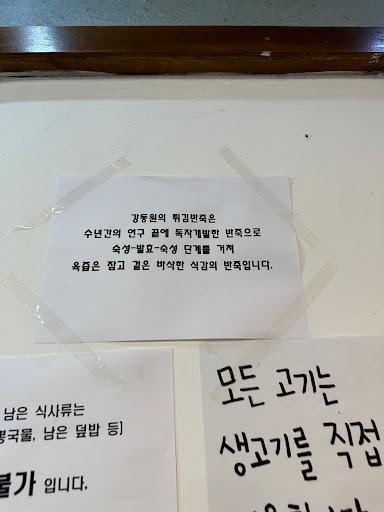 강동원의 튀김반죽은
수년간의 연구 끝에 독자개발한 반죽으로
숙성-발효-숙성 단계를 거쳐
육즙은 잡고 겉은 바삭한 식감의 반죽입니다.
남은 식사류는
남은 덮밥 등]
불가 입니다.
모든 고기는
생고기를 직접